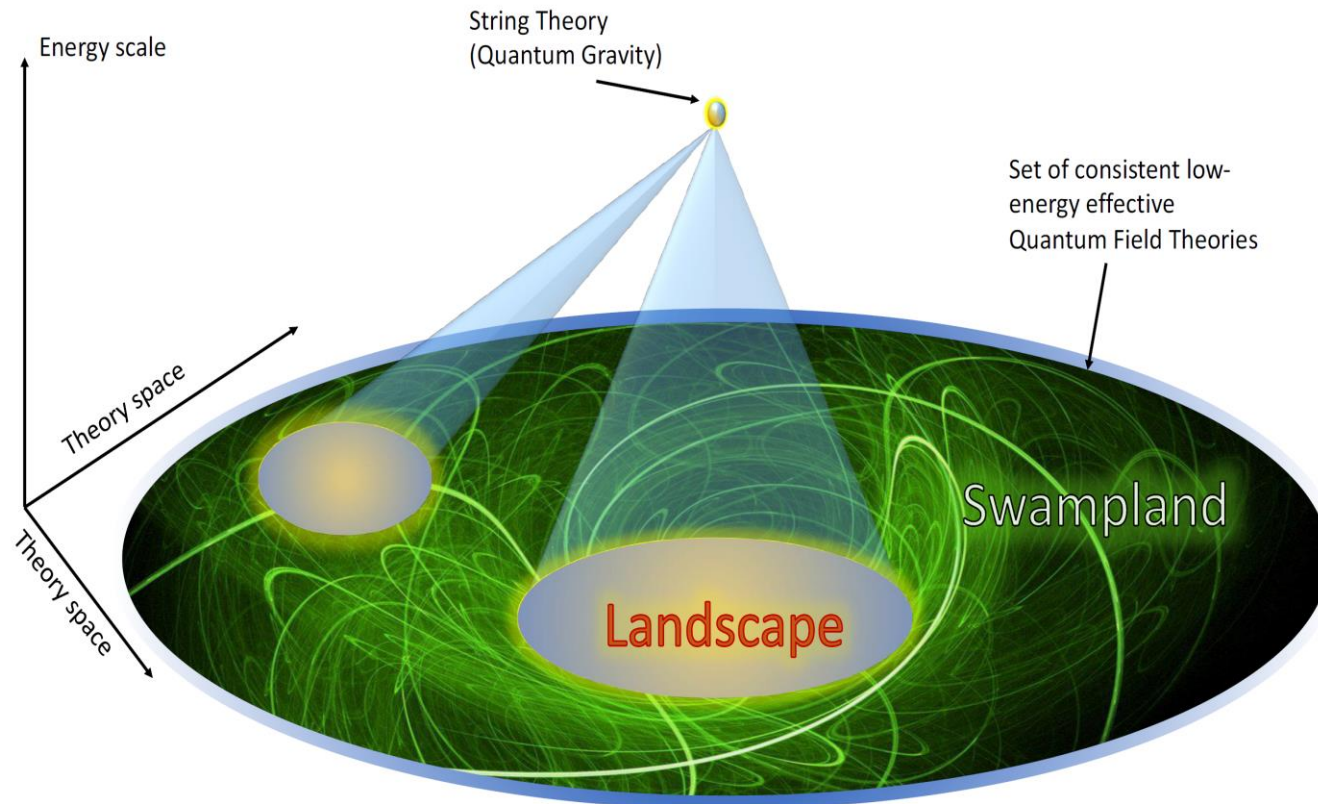 String Theory
(Quantum Gravity)
Energy scale
Set of consistent low-
energy effective
Quantum Field Theories
Theory space
Swampland
Theory space
Landscape